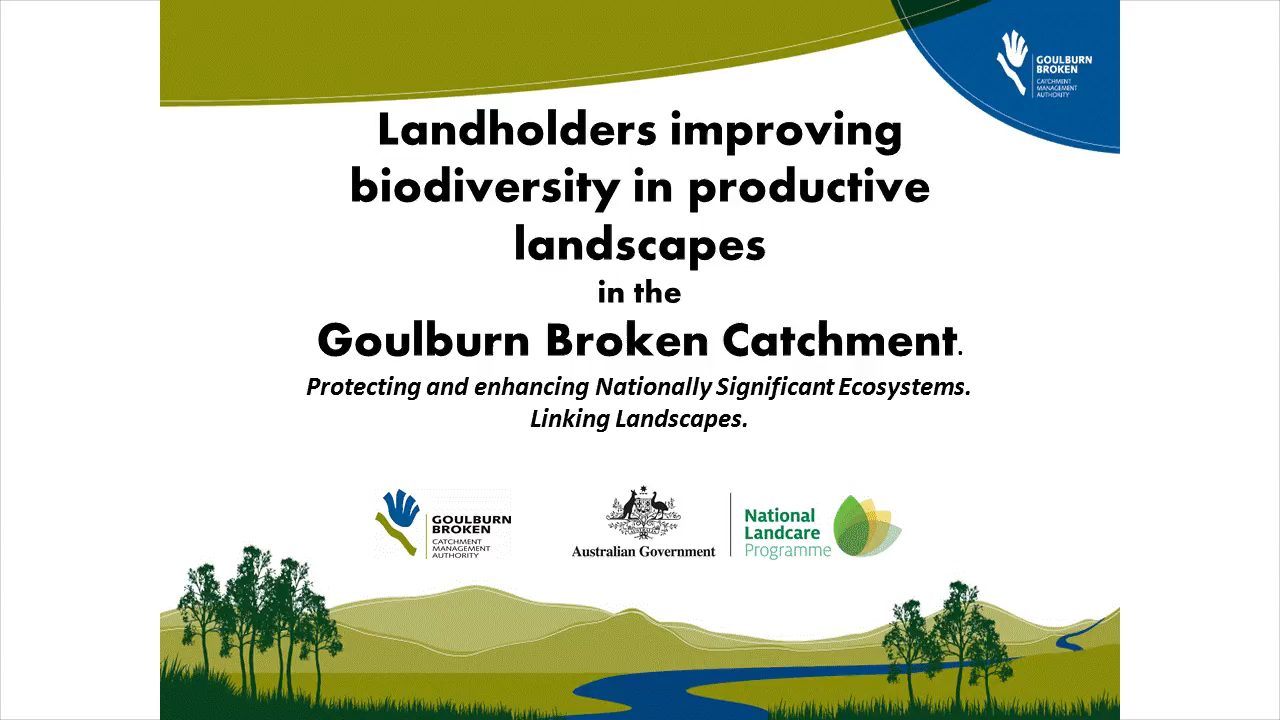 GOULBURN
BROKEN
CATCHMENT
MANAGEMENT
AUTHORITY
Landholders improving
biodiversity in productive
landscapes
in the
Goulburn Broken Catchment.
Protecting and enhancing Nationally Significant Ecosystems.
Linking Landscapes.
GOULBURN
BROKEN
CATCHMENT
MANAGEMENT
AUTHORITY
Australian Government
National
Landcare
Programme